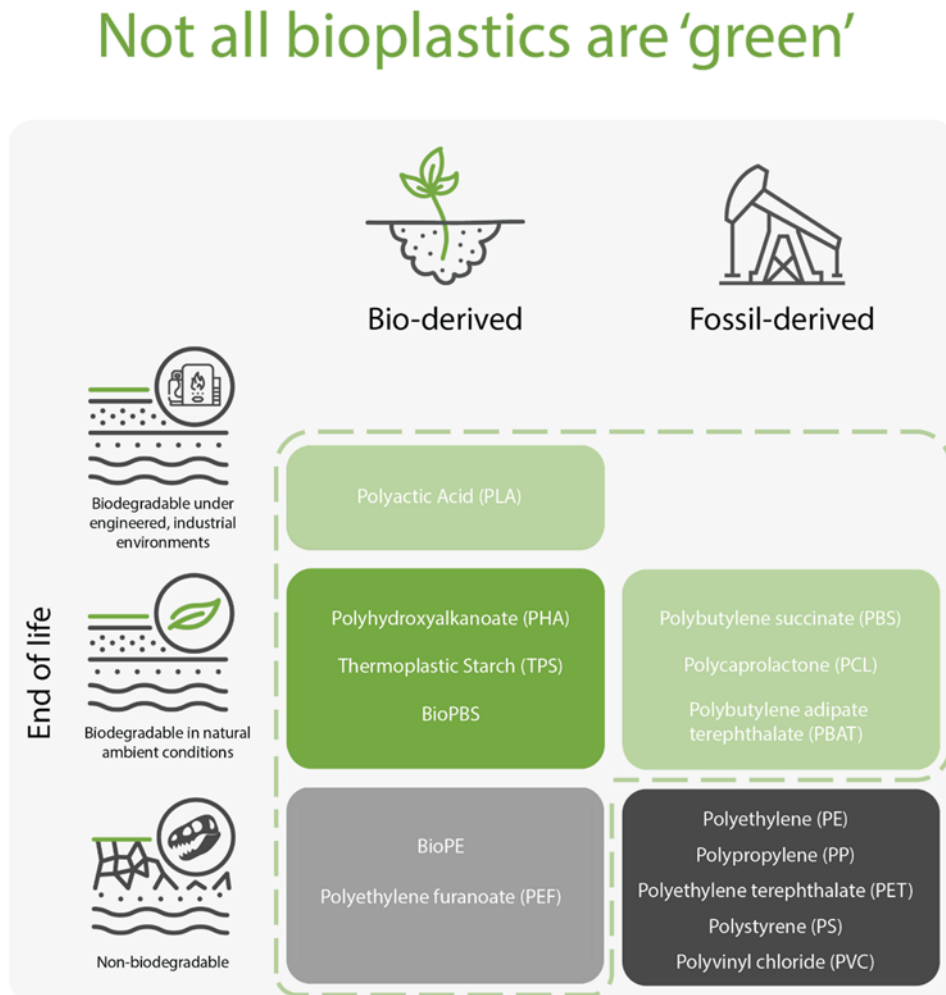 Not all bioplastics are ‘green’
Bio-derived
Fossil-derived
End of life
Biodegradable under
engineered, industrial
environments
Polyactic Acid (PLA)
Biodegradable in natural
ambient conditions
Polyhydroxyalkanoate (PHA)
Thermoplastic Starch (TPS)
BioPBS
Polybutylene succinate (PBS)
Polycaprolactone (PCL)
Polybutylene adipate
terephthalate (PBAT)
Non-biodegradable
BioPE
Polyethylene furanoate (PEF)
Polyethylene (PE)
Polypropylene (PP)
Polyethylene terephthalate (PET)
Polystyrene (PS)
Polyvinyl chloride (PVC)